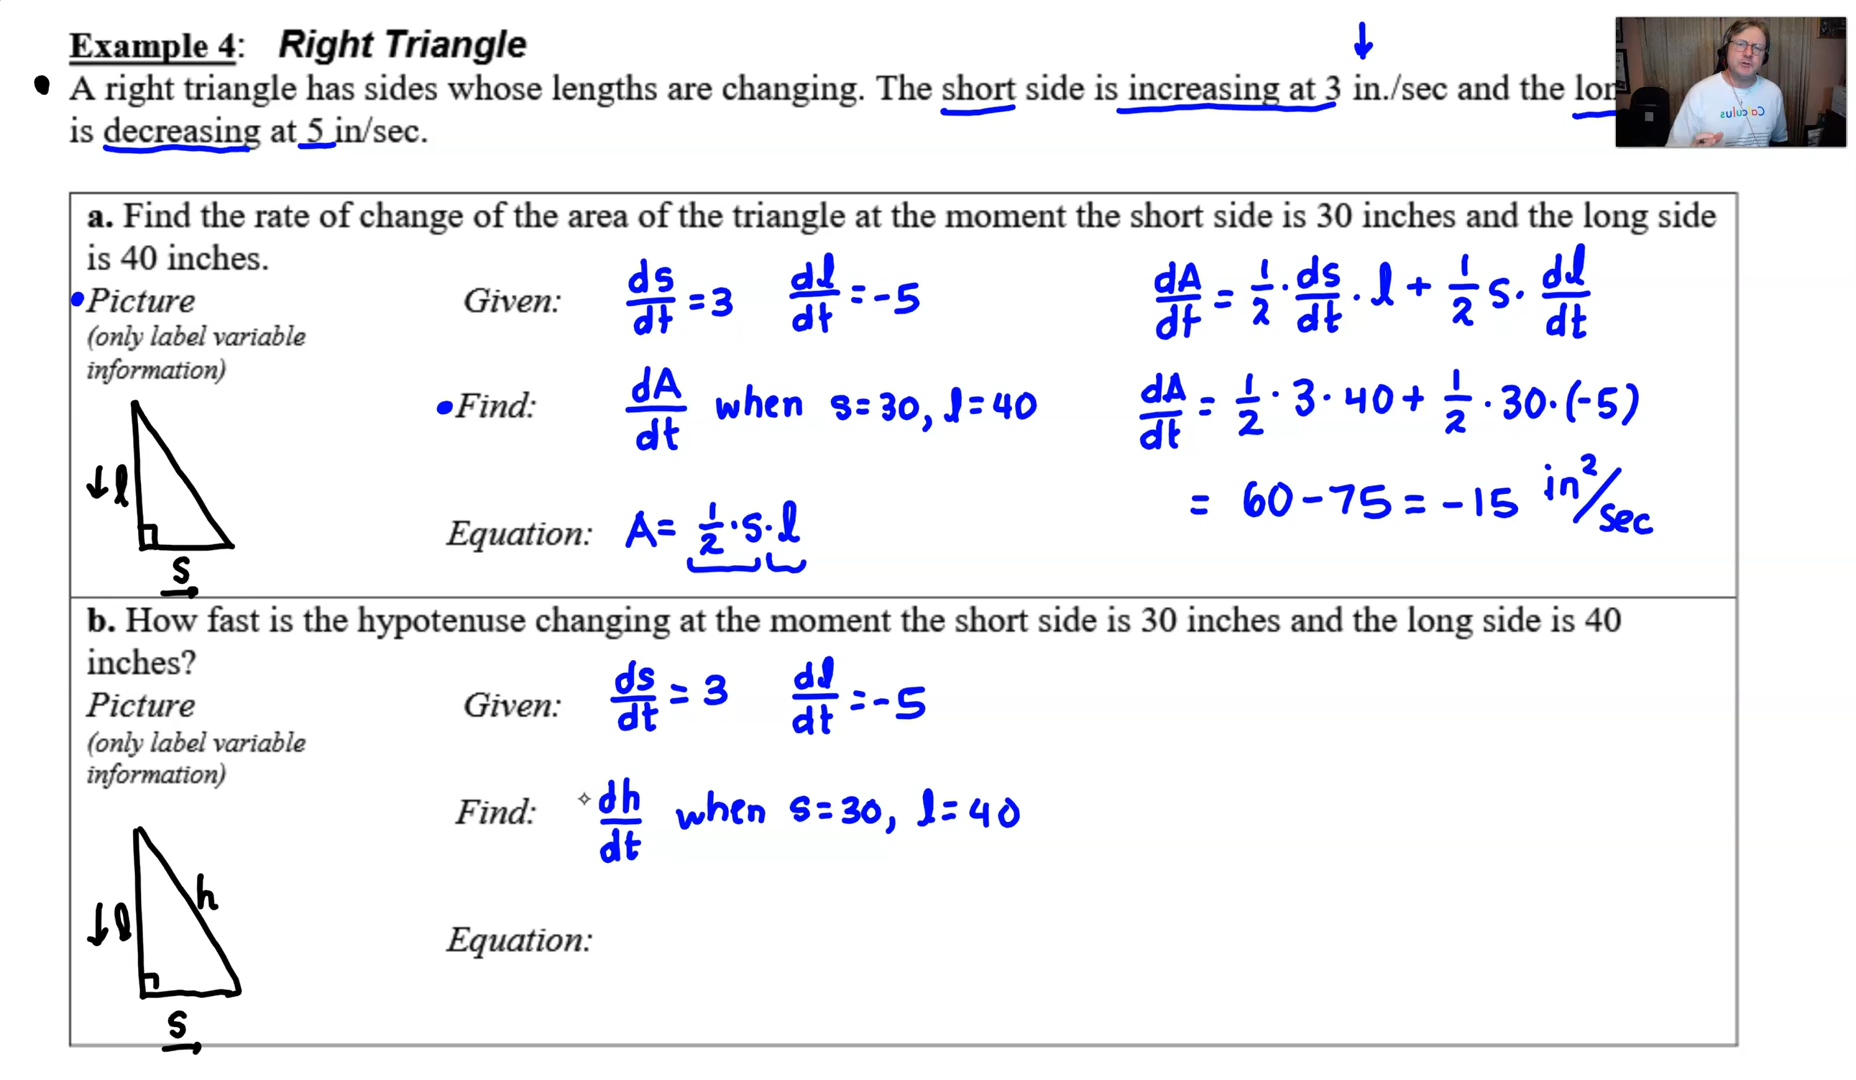 Example 4: Right Triangle
↓
• A right triangle has sides whose lengths are changing. The short side is increasing at 3 in./sec and the lon
is decreasing at 5 in/sec.
a. Find the rate of change of the area of the triangle at the moment the short side is 30 inches and the long side
is 40 inches.
• Picture
(only label variable
information)
↓ l
s
→
Given: ds/dt = 3 dl/dt = -5
• Find: dA/dt when s = 30, l = 40
Equation: A = 1/2 · s · l
dA/dt = 1/2 · ds/dt · l + 1/2 s · dl/dt
dA/dt = 1/2 · 3 · 40 + 1/2 · 30 · (-5)
= 60 - 75 = -15 in²/sec
b. How fast is the hypotenuse changing at the moment the short side is 30 inches and the long side is 40
inches?
Picture
(only label variable
information)
↓ l
h
s
→
Given: ds/dt = 3 dl/dt = -5
Find: dh/dt when s = 30, l = 40
Equation: